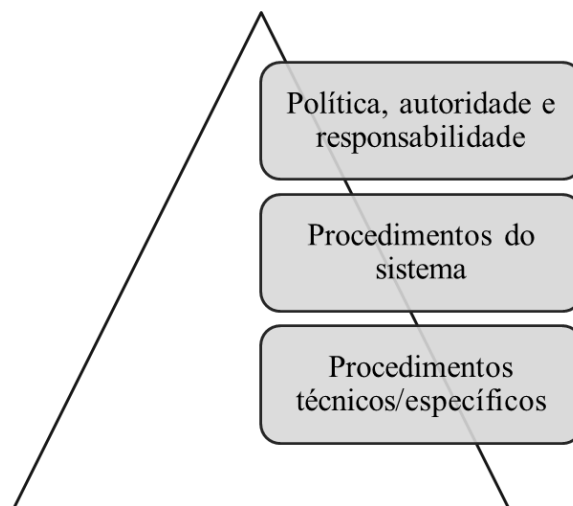 Política, autoridade e
responsabilidade
Procedimentos do
sistema
Procedimentos
técnicos/específicos